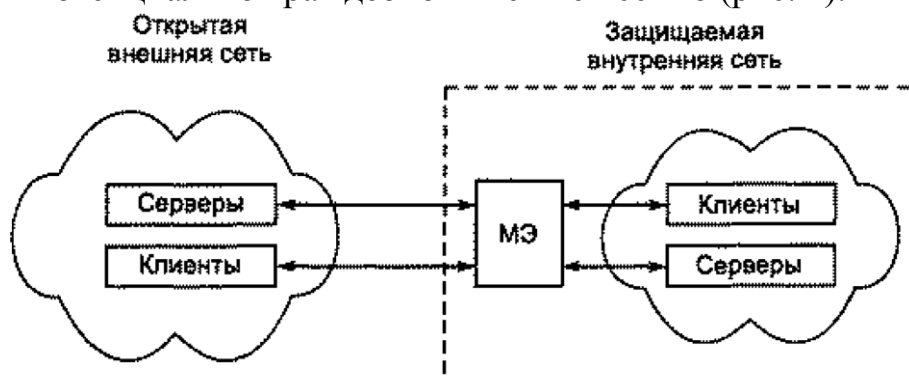 Открытая
внешняя сеть
Защищаемая
внутренняя сеть
Серверы
Клиенты
МЭ
Клиенты
Серверы